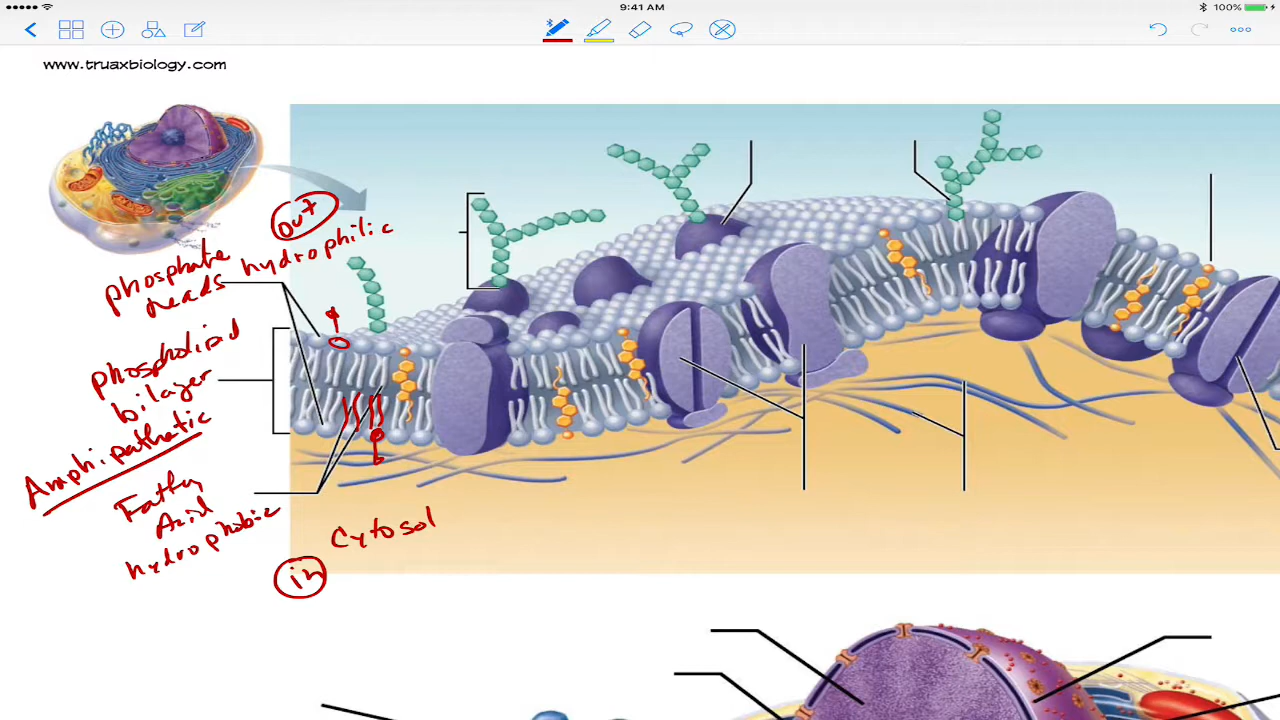 9:41 AM
100%
www.truaxbiology.com
out
phosphate hydrophilic
heads
phospholipid
bilayer
Amphipathetic
Fatty
Acid
hydrophobic
Cytosol
in